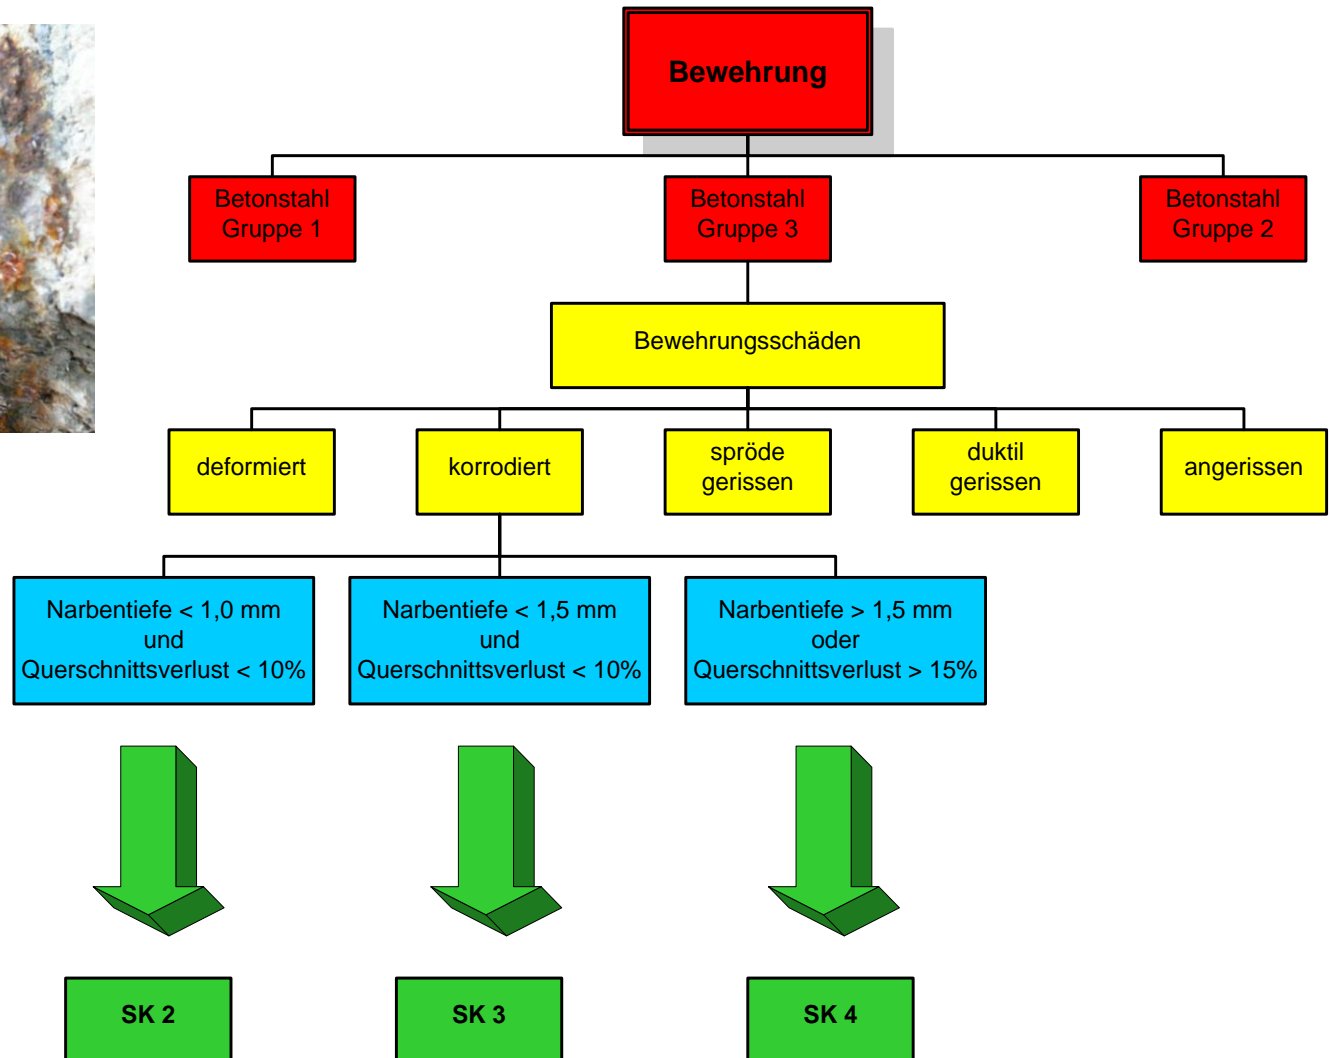 Bewehrung
Betonstahl
Gruppe 1
Betonstahl
Gruppe 3
Betonstahl
Gruppe 2
Bewehrungsschäden
deformiert
korrodiert
spröde
gerissen
duktil
gerissen
angerissen
Narbentiefe < 1,0 mm
und
Querschnittsverlust < 10%
Narbentiefe < 1,5 mm
und
Querschnittsverlust < 10%
Narbentiefe > 1,5 mm
oder
Querschnittsverlust > 15%
SK 2
SK 3
SK 4